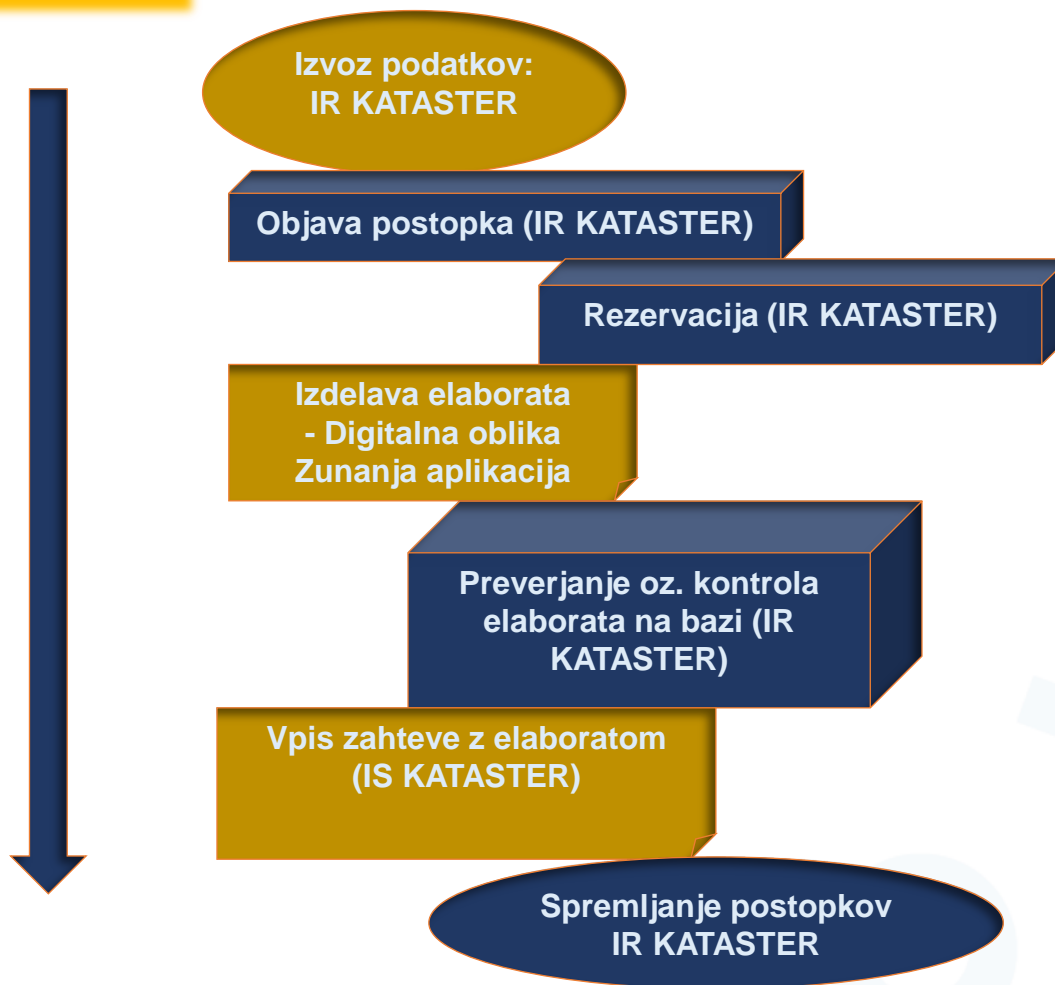 Izvoz podatkov:
IR KATASTER
Objava postopka (IR KATASTER)
Rezervacija (IR KATASTER)
Izdelava elaborata
- Digitalna oblika
Zunanja aplikacija
Preverjanje oz. kontrola
elaborata na bazi (IR
KATASTER)
Vpis zahteve z elaboratom
(IS KATASTER)
Spremljanje postopkov
IR KATASTER